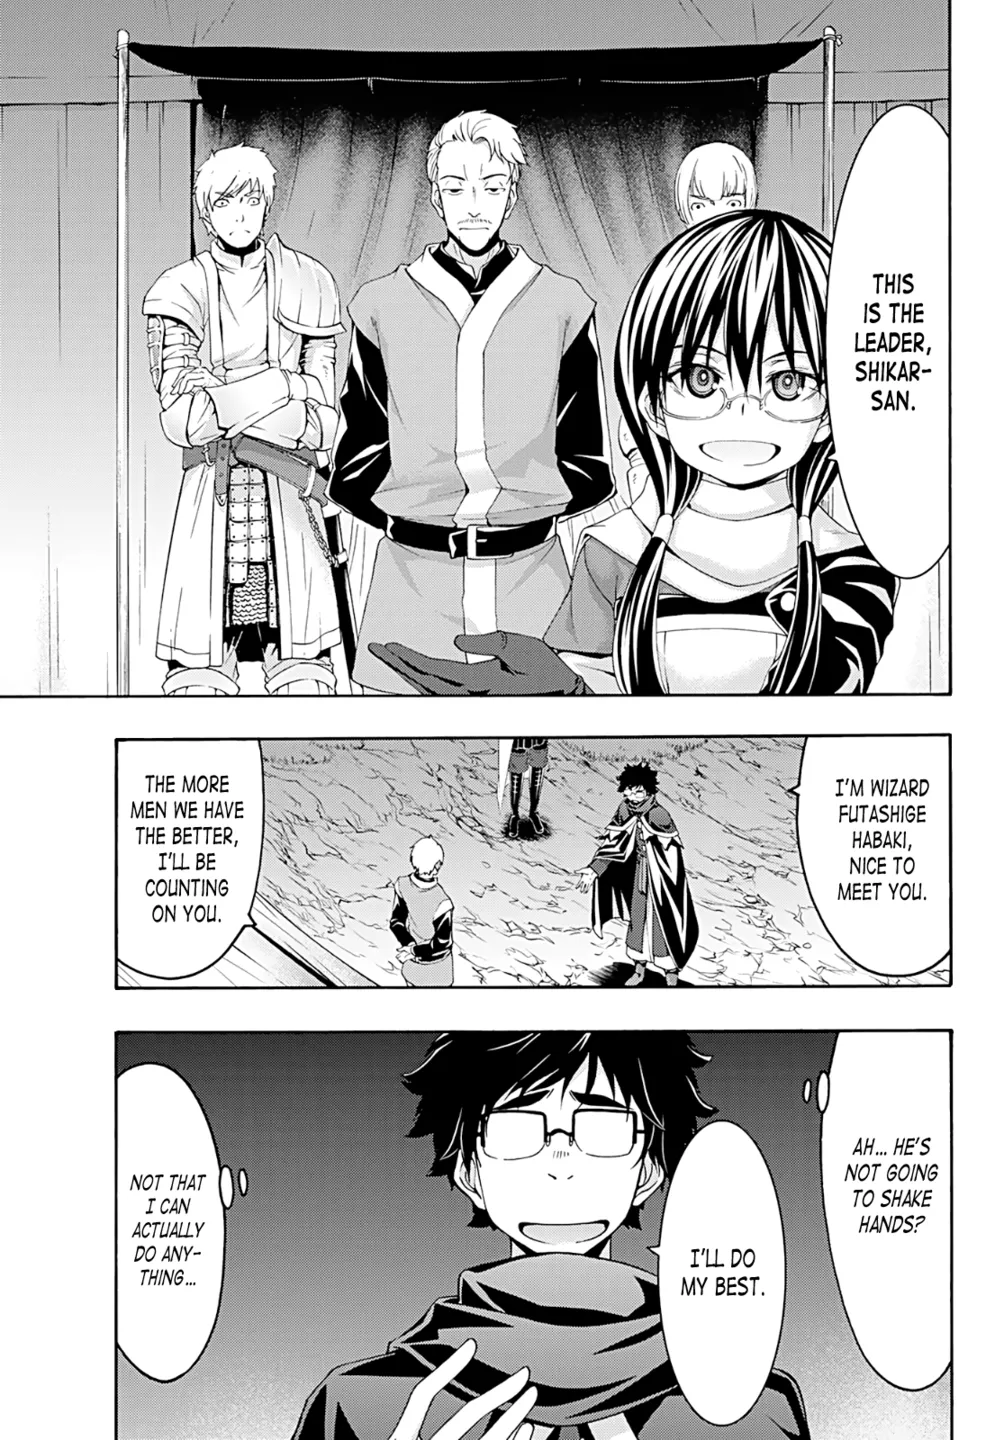 THIS
IS THE
LEADER,
SHIKAR-
SAN.
I'M WIZARD
FUTASHIGE
HABAKI,
NICE TO
MEET YOU.
THE MORE
MEN WE HAVE
THE BETTER,
I'LL BE
COUNTING
ON YOU.
AH... HE'S
NOT GOING
TO SHAKE
HANDS?
I'LL DO
MY BEST.
NOT THAT
I CAN
ACTUALLY
DO ANY-
THING...